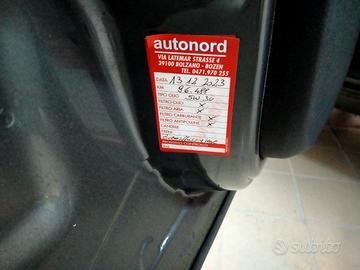 autonord
VIA LATEMAR STRASSE 4
39100 BOLZANO - BOZEN
TEL. 0471.970 255
DATA 13 12 2023
KM 96.488
TIPO OLIO 5W30
FILTRO OLIO X
FILTRO ARIA X
FILTRO CARBURANTE X
FILTRO ANTIPOLLINE X
CANDELE
FRENI
subito